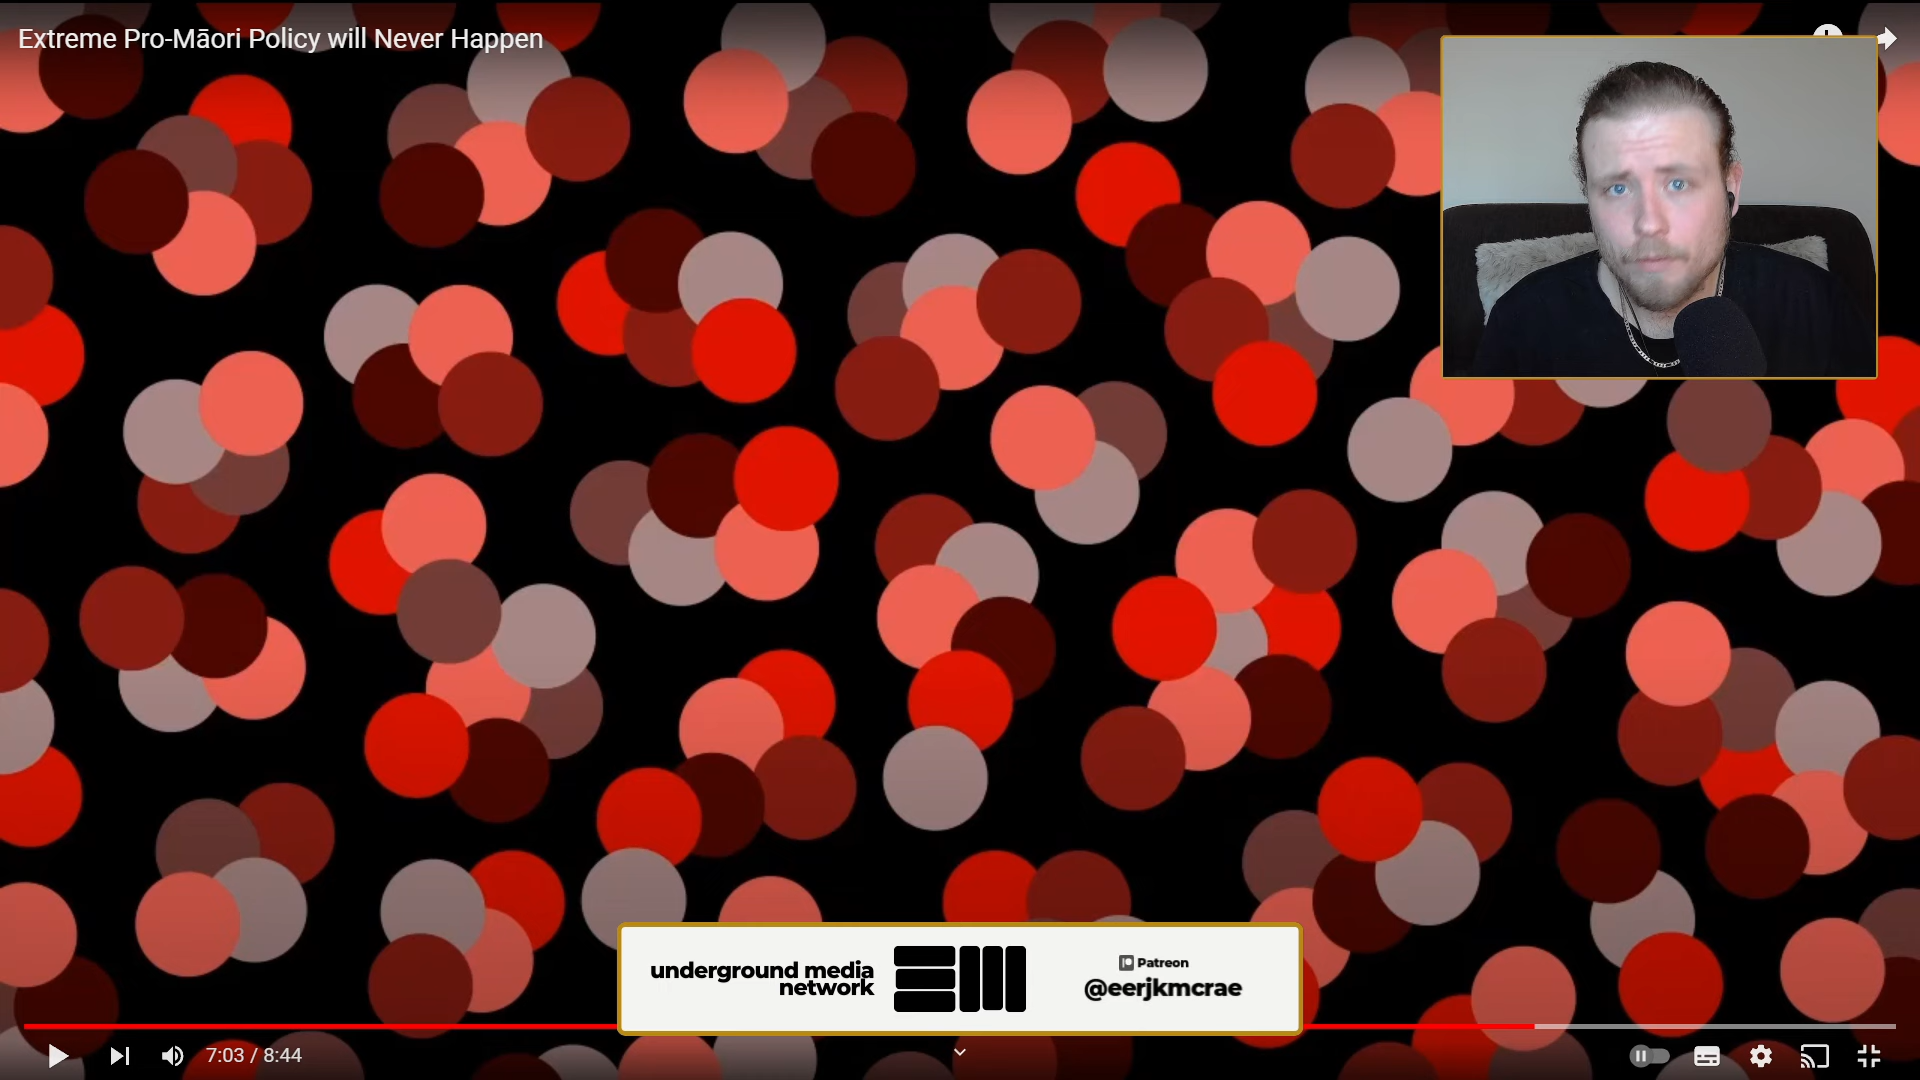 Extreme Pro-Māori Policy will Never Happen
underground media
network
Patreon
@eerjkmcrae
7:03 / 8:44